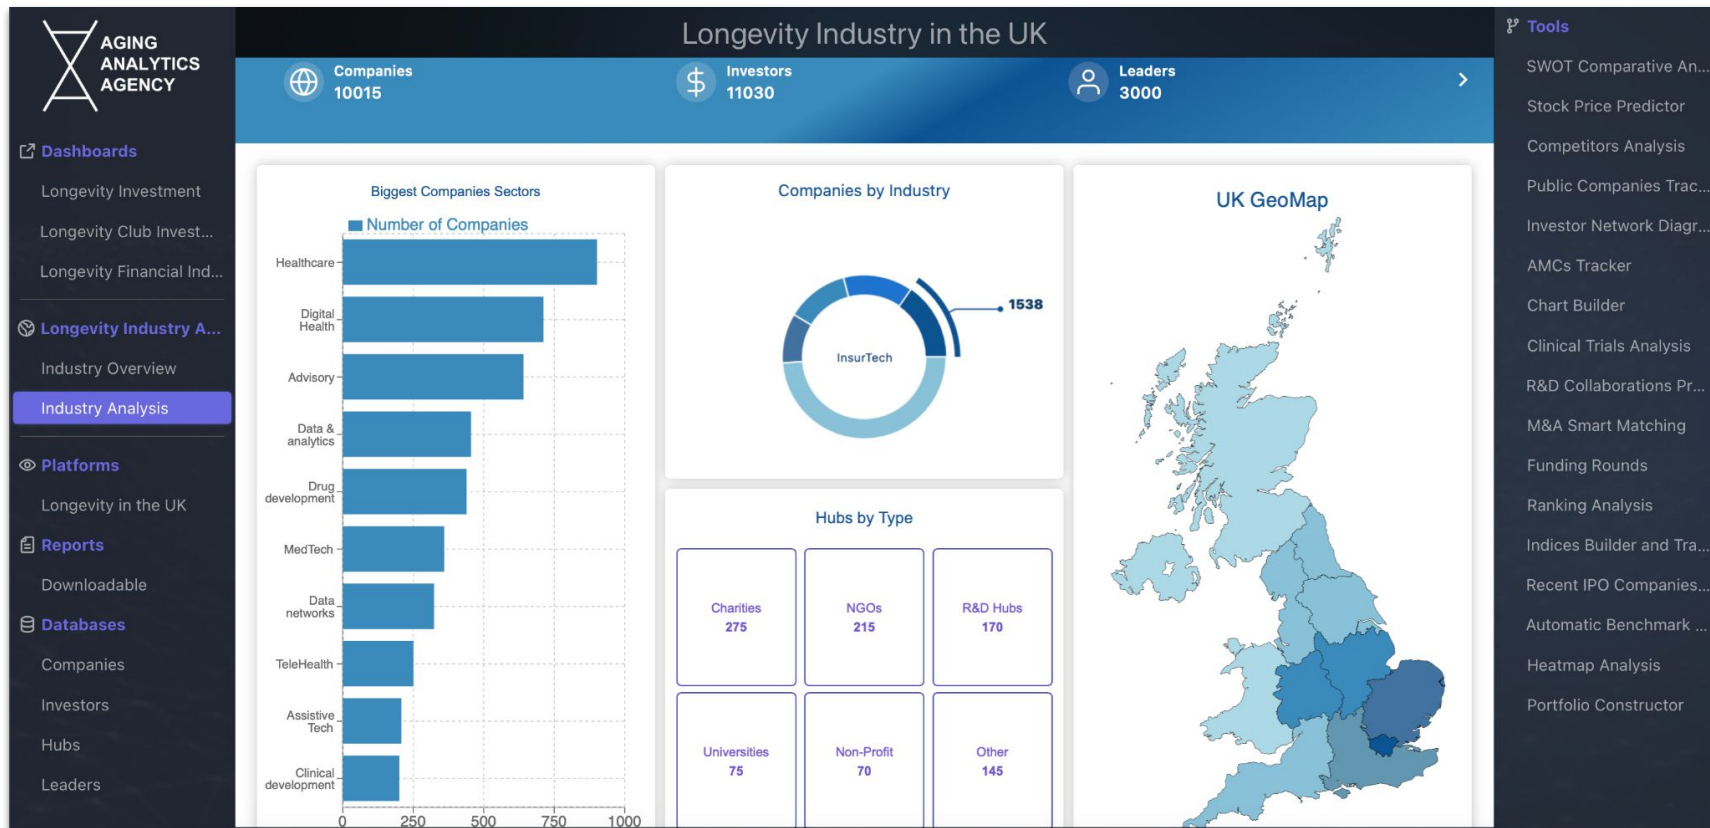 AGING
ANALYTICS
AGENCY
Dashboards
Longevity Investment
Longevity Club Invest...
Longevity Financial Ind...
Longevity Industry A...
Industry Overview
Industry Analysis
Platforms
Longevity in the UK
Reports
Downloadable
Databases
Companies
Investors
Hubs
Leaders
Longevity Industry in the UK
Companies
10015
Investors
11030
Leaders
3000
Biggest Companies Sectors
Number of Companies
Healthcare
Digital
Health
Advisory
Data &
analytics
Drug
development
MedTech
Data
networks
TeleHealth
Assistive
Tech
Clinical
development
0 250 500 750 1000
Companies by Industry
1538
InsurTech
Hubs by Type
Charities
275
NGOs
215
R&D Hubs
170
Universities
75
Non-Profit
70
Other
145
UK GeoMap
Tools
SWOT Comparative An...
Stock Price Predictor
Competitors Analysis
Public Companies Trac...
Investor Network Diagr...
AMCs Tracker
Chart Builder
Clinical Trials Analysis
R&D Collaborations Pr...
M&A Smart Matching
Funding Rounds
Ranking Analysis
Indices Builder and Tra...
Recent IPO Companies...
Automatic Benchmark ...
Heatmap Analysis
Portfolio Constructor